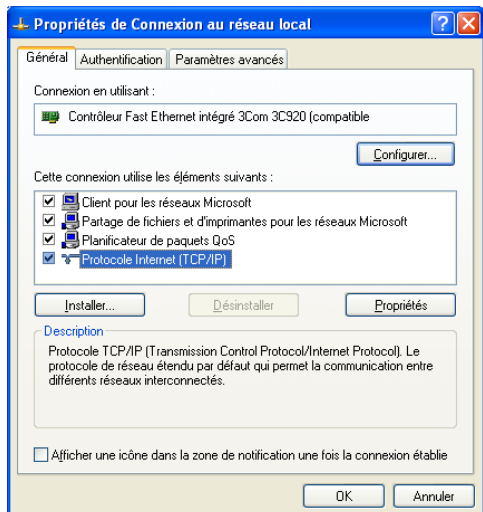 Propriétés de Connexion au réseau local
Général Authentification Paramètres avancés
Connexion en utilisant :
Contrôleur Fast Ethernet intégré 3Com 3C920 (compatible
Configurer...
Cette connexion utilise les éléments suivants :
Client pour les réseaux Microsoft
Partage de fichiers et d'imprimantes pour les réseaux Microsoft
Planificateur de paquets QoS
Protocole Internet (TCP/IP)
Installer... Désinstaller Propriétés
Description
Protocole TCP/IP (Transmission Control Protocol/Internet Protocol). Le
protocole de réseau étendu par défaut qui permet la communication entre
différents réseaux interconnectés.
Afficher une icône dans la zone de notification une fois la connexion établie
OK Annuler